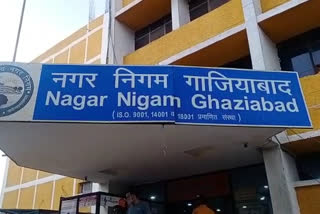 नगर निगम गाजियाबाद
Nagar Nigam Ghaziabad
(I.S.O. 9001, 14001 व 18001 प्रमाणित संस्था)